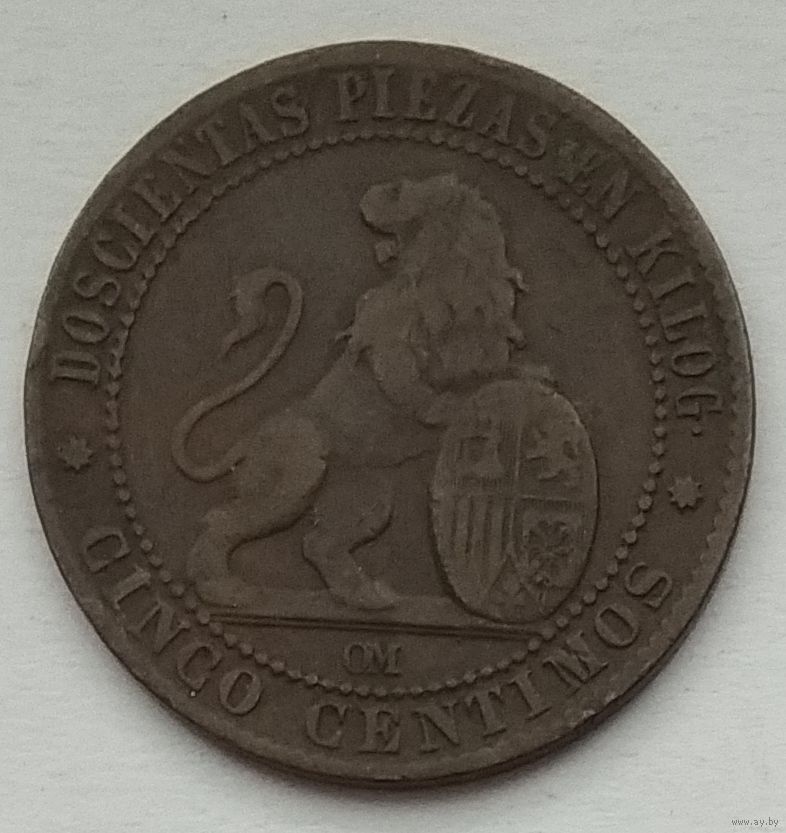 DOSCIENTAS PIEZAS EN KILOG.
OM
CINCO CENTIMOS
www.ay.by